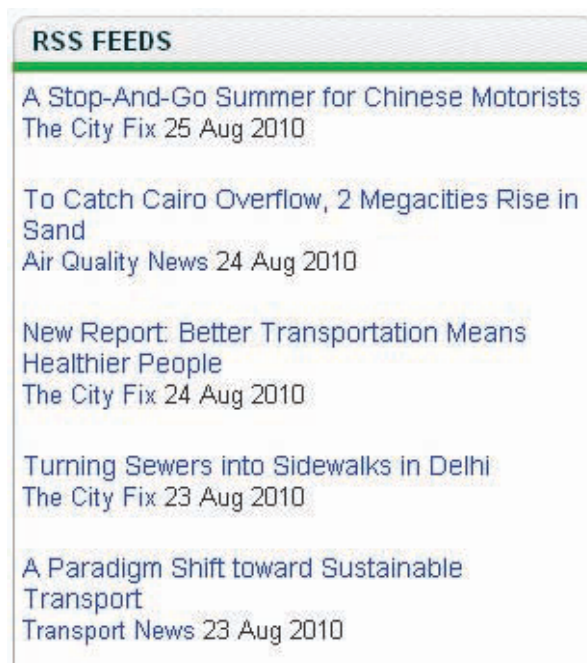 RSS FEEDS
A Stop-And-Go Summer for Chinese Motorists
The City Fix 25 Aug 2010
To Catch Cairo Overflow, 2 Megacities Rise in
Sand
Air Quality News 24 Aug 2010
New Report: Better Transportation Means
Healthier People
The City Fix 24 Aug 2010
Turning Sewers into Sidewalks in Delhi
The City Fix 23 Aug 2010
A Paradigm Shift toward Sustainable
Transport
Transport News 23 Aug 2010